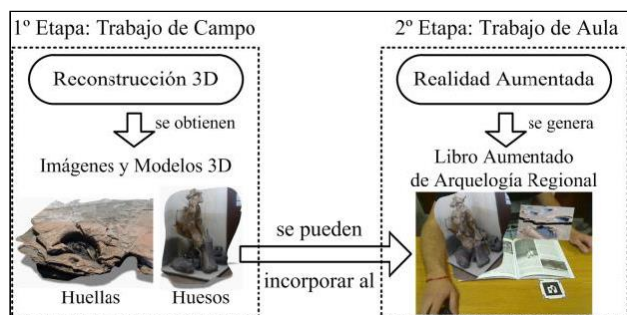 1º Etapa: Trabajo de Campo
Reconstrucción 3D
se obtienen
Imágenes y Modelos 3D
Huellas
Huesos
se pueden
incorporar al
2º Etapa: Trabajo de Aula
Realidad Aumentada
se genera
Libro Aumentado
de Arquelogía Regional